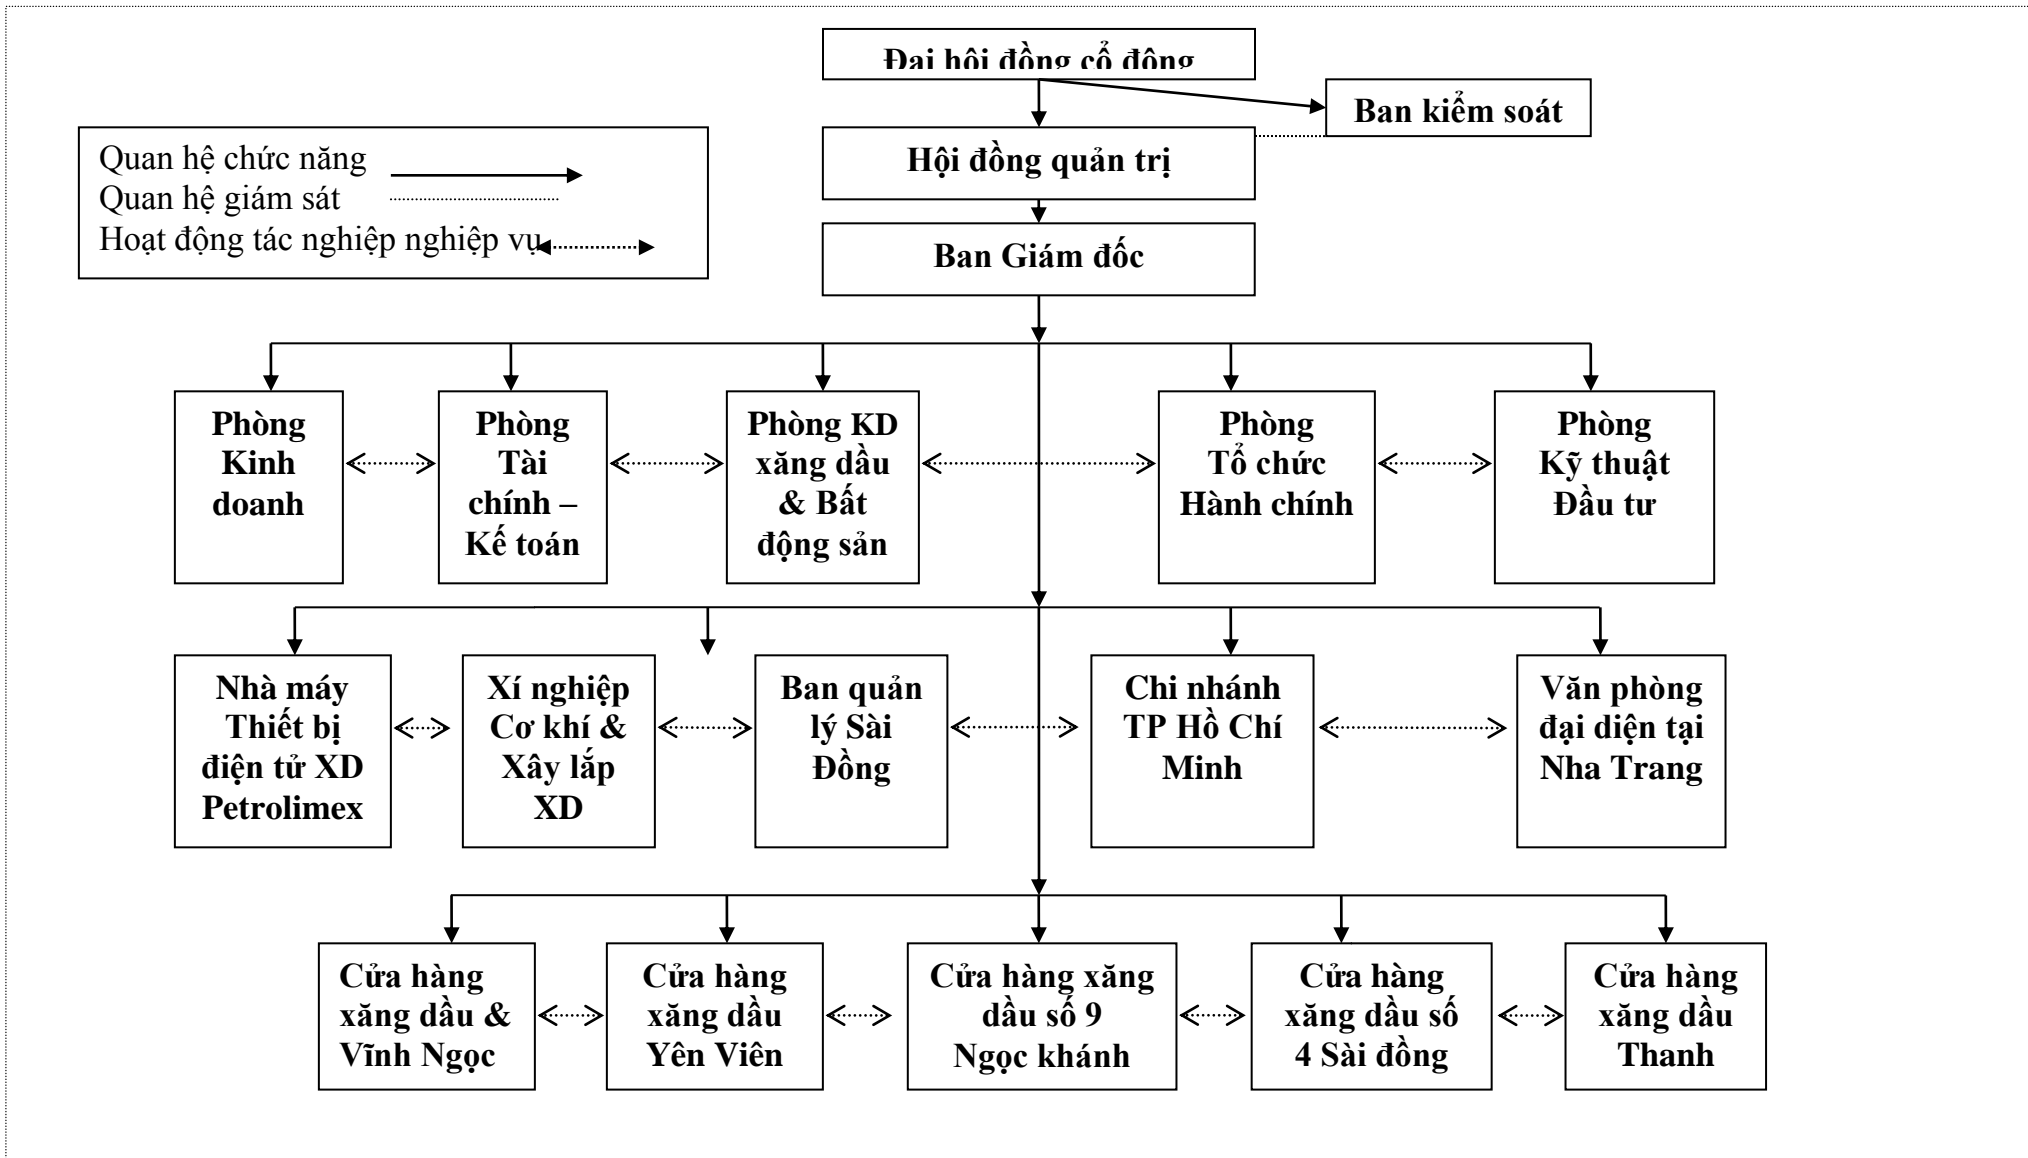 Đại hội đồng cổ đông
Ban kiểm soát
Quan hệ chức năng
Quan hệ giám sát
Hoạt động tác nghiệp nghiệp vụ
Hội đồng quản trị
Ban Giám đốc
Phòng
Kinh
doanh
Phòng
Tài
chính –
Kế toán
Phòng KD
xăng dầu
& Bất
động sản
Phòng
Tổ chức
Hành chính
Phòng
Kỹ thuật
Đầu tư
Nhà máy
Thiết bị
điện tử XD
Petrolimex
Xí nghiệp
Cơ khí &
Xây lắp
XD
Ban quản
lý Sài
Đồng
Chi nhánh
TP Hồ Chí
Minh
Văn phòng
đại diện tại
Nha Trang
Cửa hàng
xăng dầu &
Vĩnh Ngọc
Cửa hàng
xăng dầu
Yên Viên
Cửa hàng xăng
dầu số 9
Ngọc khánh
Cửa hàng
xăng dầu số
4 Sài đồng
Cửa hàng
xăng dầu
Thanh